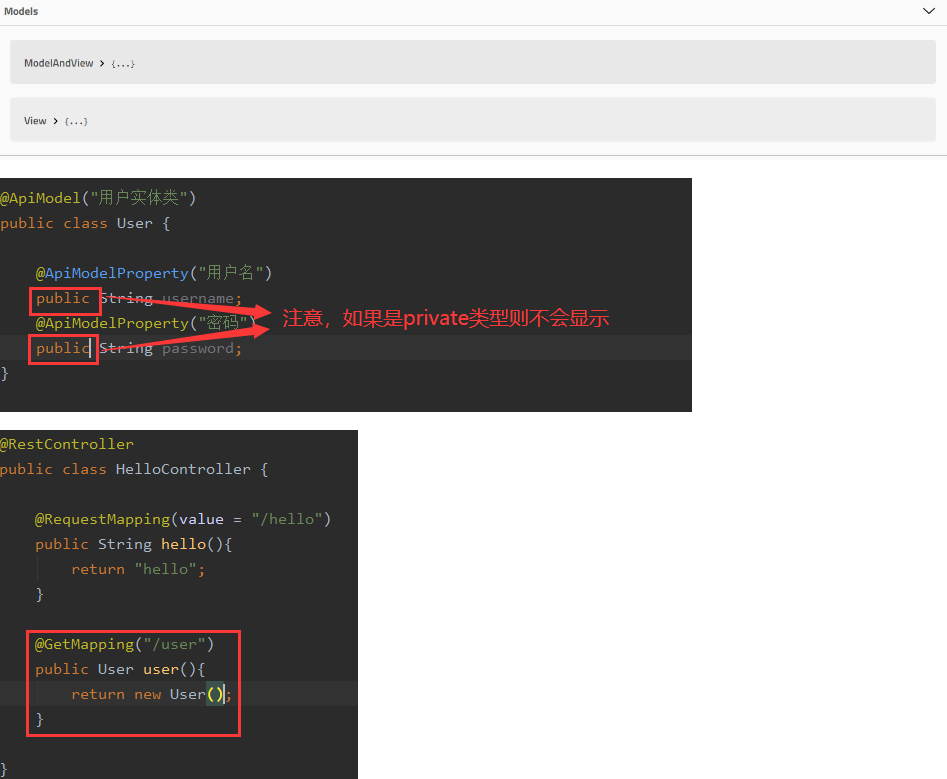 Models
ModelAndView > {...}
View > {...}
@ApiModel("用户实体类")
public class User {
@ApiModelProperty("用户名")
public String username;
@ApiModelProperty("密码")
public String password;
}
注意，如果是private类型则不会显示
@RestController
public class HelloController {
@RequestMapping(value = "/hello")
public String hello(){
return "hello";
}
@GetMapping("/user")
public User user(){
return new User();
}
}